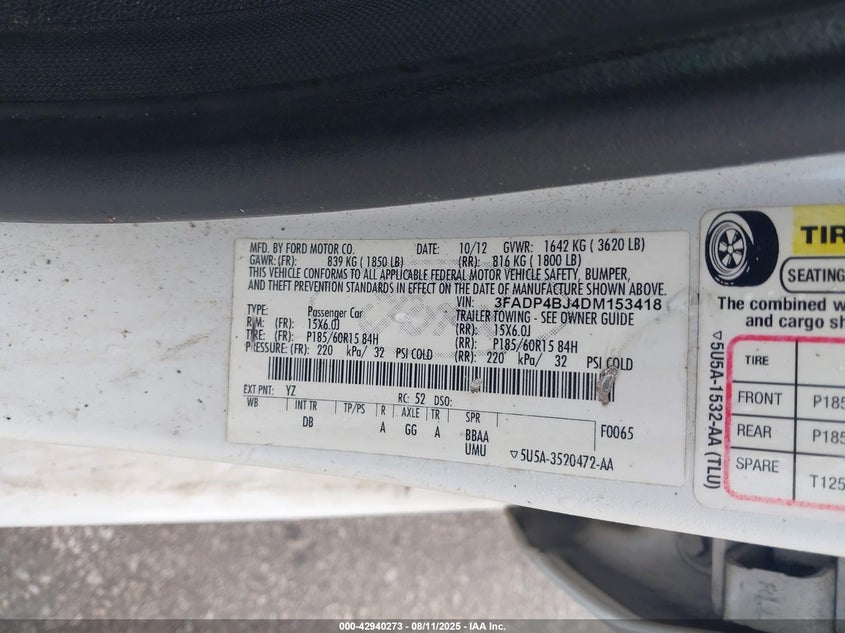 MFD. BY FORD MOTOR CO. DATE: 10/12 GVWR: 1642 KG ( 3620 LB)
GAWR: (FR): 839 KG ( 1850 LB) (RR): 816 KG ( 1800 LB)
THIS VEHICLE CONFORMS TO ALL APPLICABLE FEDERAL MOTOR VEHICLE SAFETY, BUMPER,
AND THEFT PREVENTION STANDARDS IN EFFECT ON THE DATE OF MANUFACTURE SHOWN ABOVE.
VIN: 3FADP4BJ4DM153418
TYPE: Passenger Car TRAILER TOWING - SEE OWNER GUIDE
RIM: (FR): 15X6.0J (RR): 15X6.0J
TIRE: (FR): P185/60R15 84H (RR): P185/60R15 84H
PRESSURE: (FR): 220 kPa/ 32 PSI COLD (RR): 220 kPa/ 32 PSI COLD
EXT PNT: YZ RC: 52 DSO:
WB INT TR TP/PS R AXLE TR SPR
DB A GG A BBAA F0065
UMU ▽5U5A-3520472-AA
TIR
SEATING
The combined w
and cargo sh
TIRE
FRONT P185
REAR P185
SPARE T125
▽5U5A-1532-AA (TLU)
000-42940273 - 08/11/2025 - IAA Inc.